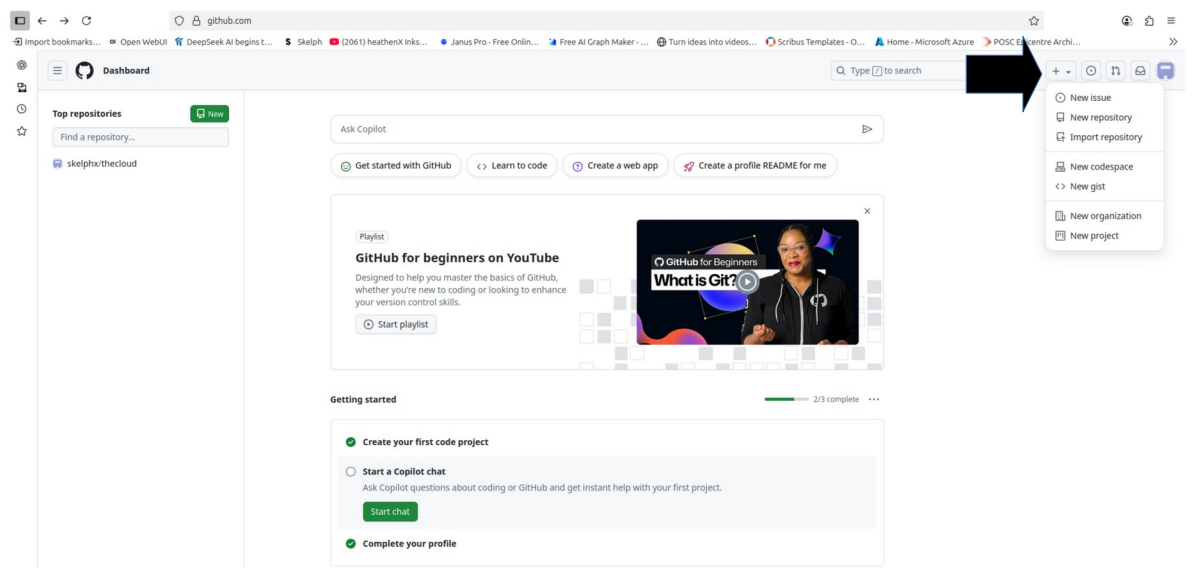 github.com
Import bookmarks... Open WebUI DeepSeek AI begins t... Skelph (2061) heathenX Inks... Janus Pro - Free Onlin... Free AI Graph Maker - ... Turn ideas into videos... Scribus Templates - O... Home - Microsoft Azure POSC Archi...
Dashboard
Type / to search
New issue
New repository
Import repository
New codespace
New gist
New organization
New project
Top repositories
New
Find a repository...
skelphx/thecloud
Ask Copilot
Get started with GitHub Learn to code Create a web app Create a profile README for me
Playlist
GitHub for beginners on YouTube
Designed to help you master the basics of GitHub,
whether you're new to coding or looking to enhance
your version control skills.
Start playlist
GitHub for Beginners
What is Git?
Getting started
2/3 complete
Create your first code project
Start a Copilot chat
Ask Copilot questions about coding or GitHub and get instant help with your first project.
Start chat
Complete your profile